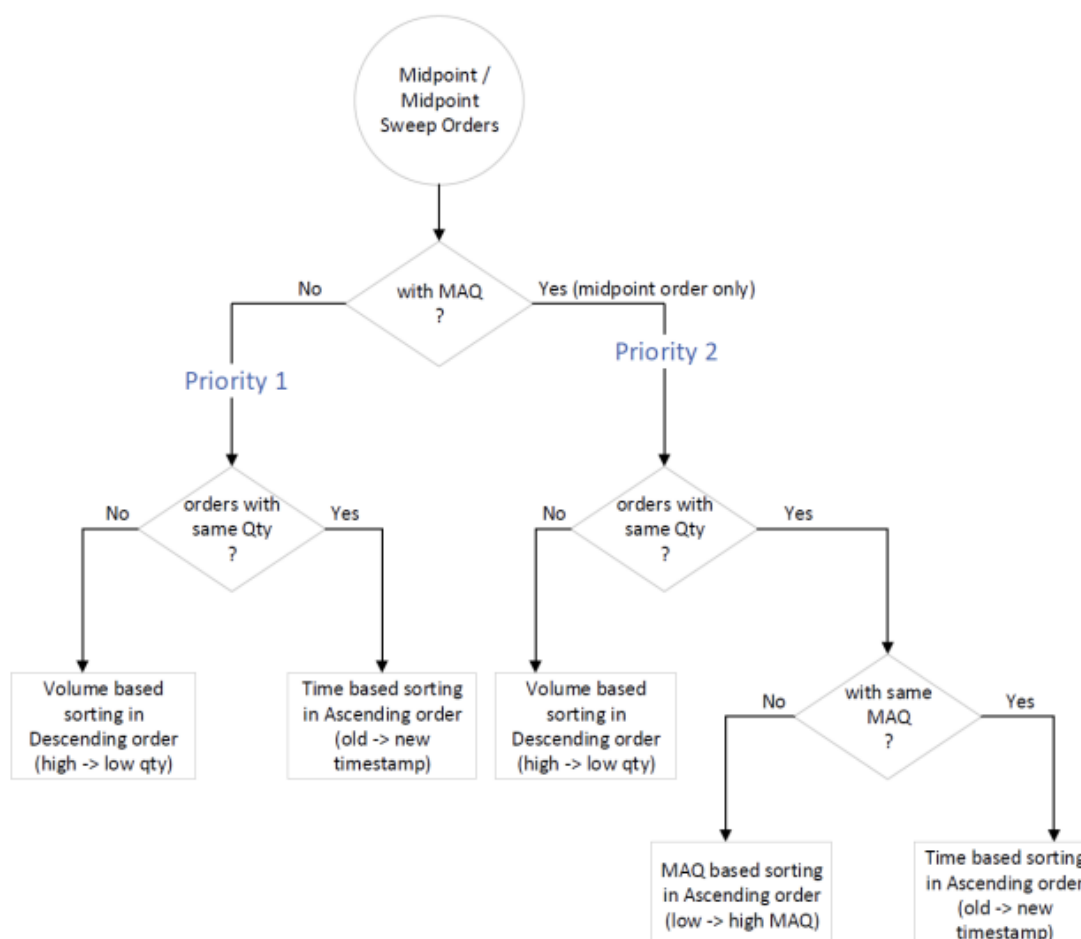 Midpoint /
Midpoint
Sweep Orders
No
with MAQ
?
Yes (midpoint order only)
Priority 1
Priority 2
No
orders with
same Qty
?
Yes
No
orders with
same Qty
?
Yes
Volume based
sorting in
Descending order
(high -> low qty)
Time based sorting
in Ascending order
(old -> new
timestamp)
Volume based
sorting in
Descending order
(high -> low qty)
No
with same
MAQ
?
Yes
MAQ based sorting
in Ascending order
(low -> high MAQ)
Time based sorting
in Ascending order
(old -> new
timestamp)